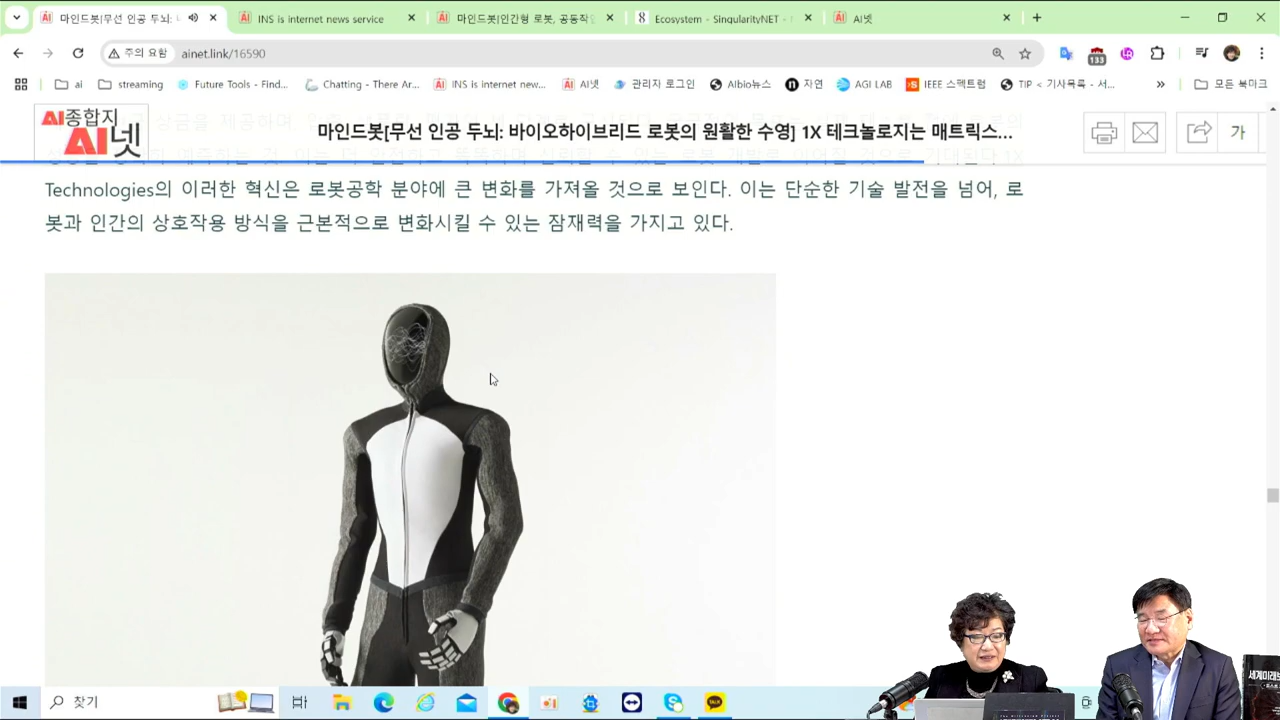 마인드봇[무선 인공 두뇌:
INS is internet news service
마인드봇[인간형 로봇, 공동작
Ecosystem - SingularityNET -
AI넷
주의 요함
ainet.link/16590
133
ai
streaming
Future Tools - Find...
Chatting - There Ar...
INS is internet new...
AI넷
관리자 로그인
Albio뉴스
자연
AGI LAB
IEEE 스펙트럼
TIP < 기사목록 - 서...
»
모든 북마크
AI종합지
AI넷
마인드봇[무선 인공 두뇌: 바이오하이브리드 로봇의 원활한 수영] 1X 테크놀로지는 매트릭스...
가
Technologies의 이러한 혁신은 로봇공학 분야에 큰 변화를 가져올 것으로 보인다. 이는 단순한 기술 발전을 넘어, 로
봇과 인간의 상호작용 방식을 근본적으로 변화시킬 수 있는 잠재력을 가지고 있다.
찾기
TALK
세계미래보